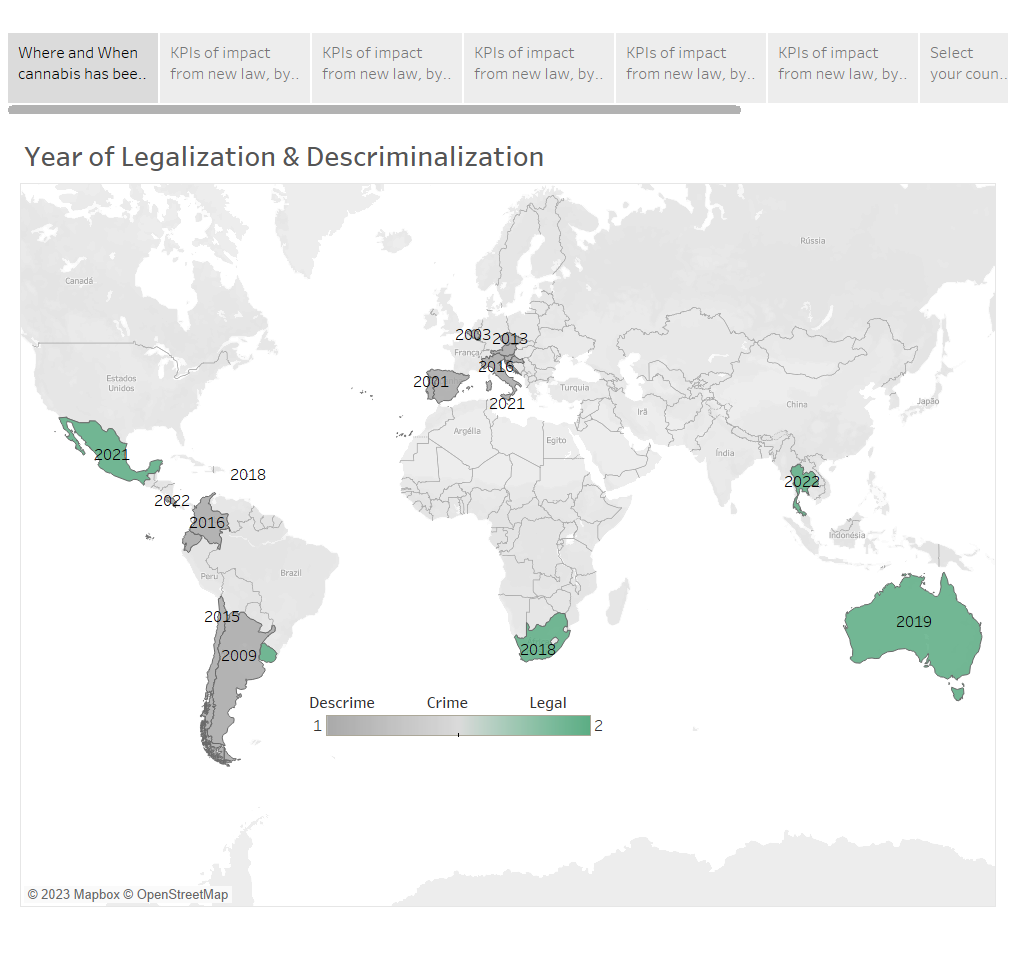 Where and When
cannabis has bee..
KPIs of impact
from new law, by..
KPIs of impact
from new law, by..
KPIs of impact
from new law, by..
KPIs of impact
from new law, by..
KPIs of impact
from new law, by..
Select
your coun..
Year of Legalization & Descriminalization
Rússia
Canadá
2003
2013
França
2016
Estados
Unidos
2001
Turquia
2021
China
Japão
Irã
Argélia
Egito
2021
Índia
2018
2022
2022
2016
Indonésia
Peru
Brazil
2015
2019
2009
2018
Descrime Crime Legal
1 2
© 2023 Mapbox © OpenStreetMap